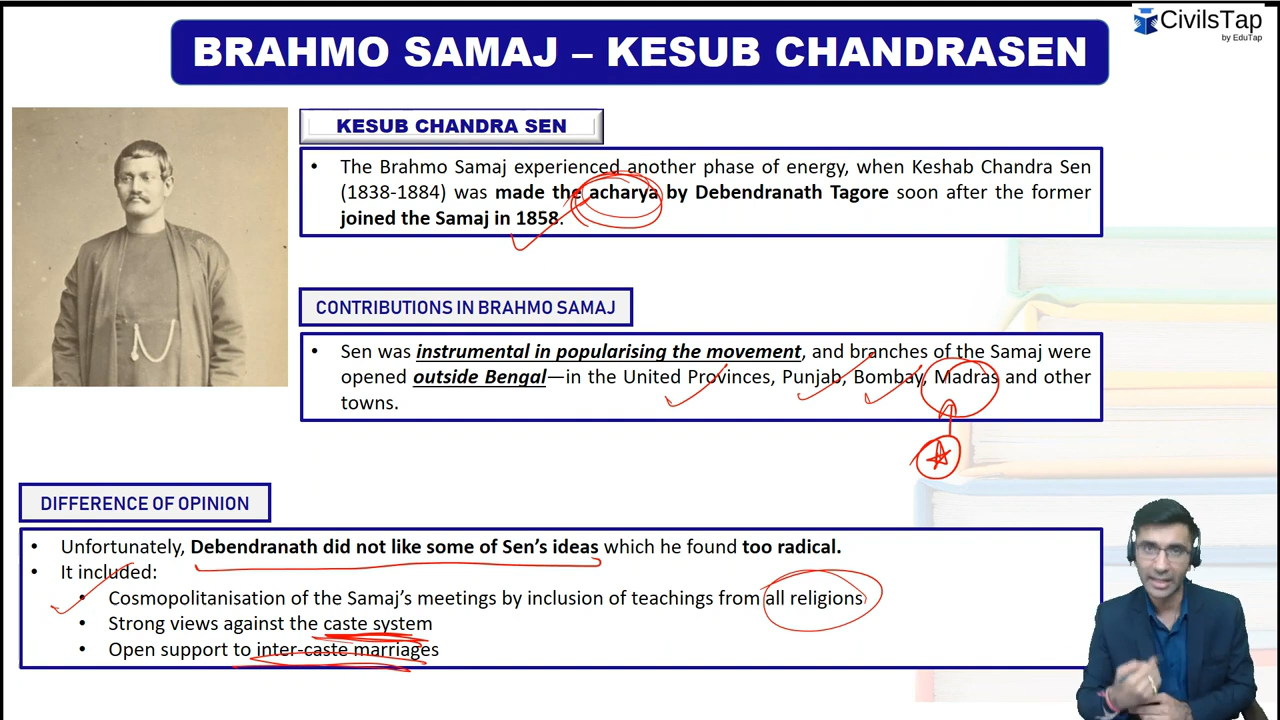 CivilsTap
by EduTap
BRAHMO SAMAJ – KESUB CHANDRASEN
KESUB CHANDRA SEN
• The Brahmo Samaj experienced another phase of energy, when Keshab Chandra Sen
(1838-1884) was made the acharya by Debendranath Tagore soon after the former
joined the Samaj in 1858.
CONTRIBUTIONS IN BRAHMO SAMAJ
• Sen was instrumental in popularising the movement, and branches of the Samaj were
opened outside Bengal—in the United Provinces, Punjab, Bombay, Madras and other
towns.
DIFFERENCE OF OPINION
• Unfortunately, Debendranath did not like some of Sen's ideas which he found too radical.
• It included:
• Cosmopolitanisation of the Samaj's meetings by inclusion of teachings from all religions
• Strong views against the caste system
• Open support to inter-caste marriages